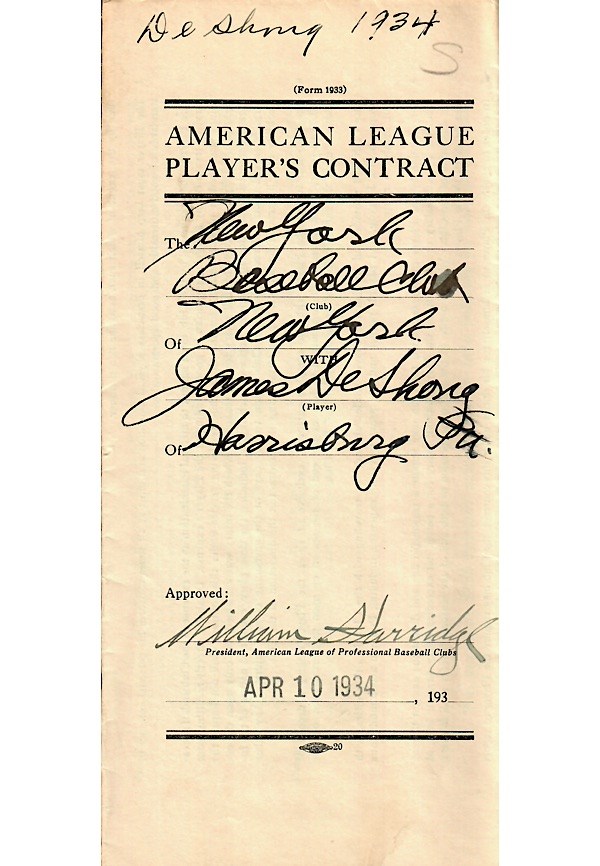 De Shong 1934
S
(Form 1933)
AMERICAN LEAGUE
PLAYER'S CONTRACT
The New York
Baseball Club
(Club)
Of New York
WITH
James De Shong
(Player)
Of Harrisburg Pa.
Approved:
William Harridge
President, American League of Professional Baseball Clubs
APR 10 1934 , 193
20